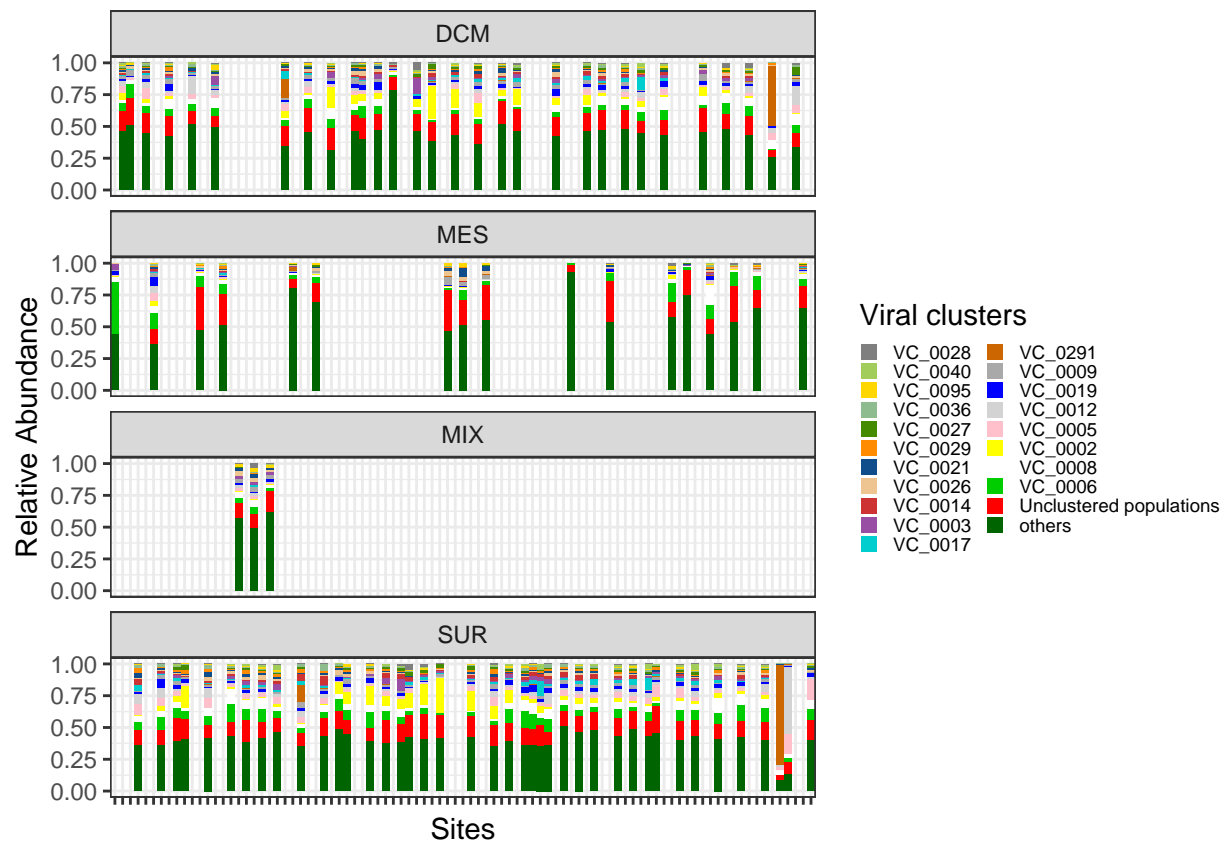 DCM
1.00
0.75
0.50
0.25
0.00
MES
1.00
0.75
0.50
0.25
0.00
MIX
1.00
0.75
0.50
0.25
0.00
SUR
1.00
0.75
0.50
0.25
0.00
Relative Abundance
Sites
Viral clusters
VC_0028
VC_0040
VC_0095
VC_0036
VC_0027
VC_0029
VC_0021
VC_0026
VC_0014
VC_0003
VC_0017
VC_0291
VC_0009
VC_0019
VC_0012
VC_0005
VC_0002
VC_0008
VC_0006
Unclustered populations
others